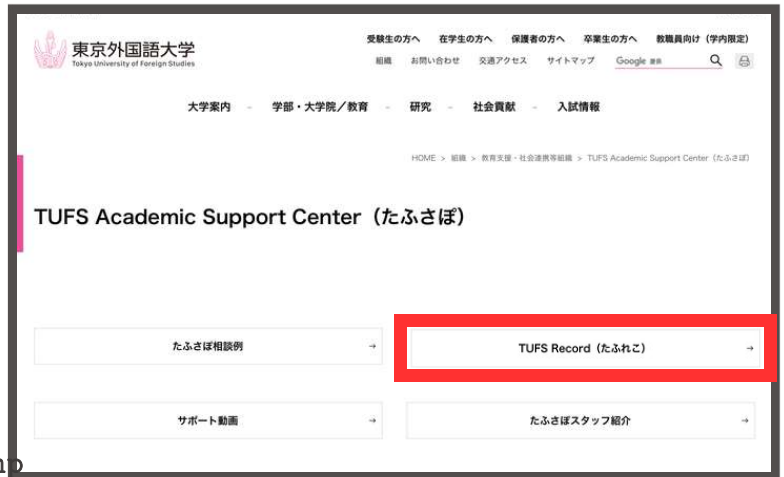 東京外国語大学
Tokyo University of Foreign Studies
受験生の方へ 在学生の方へ 保護者の方へ 卒業生の方へ 教職員向け（学内限定）
組織 お問い合わせ 交通アクセス サイトマップ Google 提供
大学案内 学部・大学院／教育 研究 社会貢献 入試情報
HOME > 組織 > 教育支援・社会連携等組織 > TUFS Academic Support Center（たふさぽ）
TUFS Academic Support Center（たふさぽ）
たふさぽ相談例 →
TUFS Record（たふれこ） →
サポート動画 →
たふさぽスタッフ紹介 →